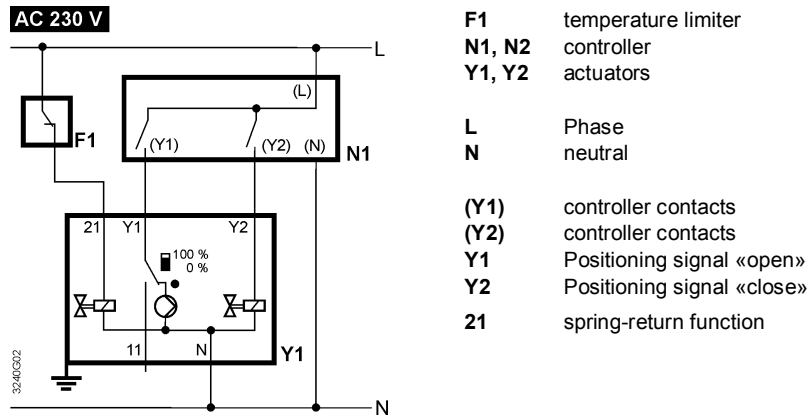 AC 230 V
L
F1
(L)
(Y1)
(Y2)
(N)
N1
21
Y1
Y2
100 %
0 %
11
N
Y1
3240G02
N
F1 temperature limiter
N1, N2 controller
Y1, Y2 actuators
L Phase
N neutral
(Y1) controller contacts
(Y2) controller contacts
Y1 Positioning signal «open»
Y2 Positioning signal «close»
21 spring-return function